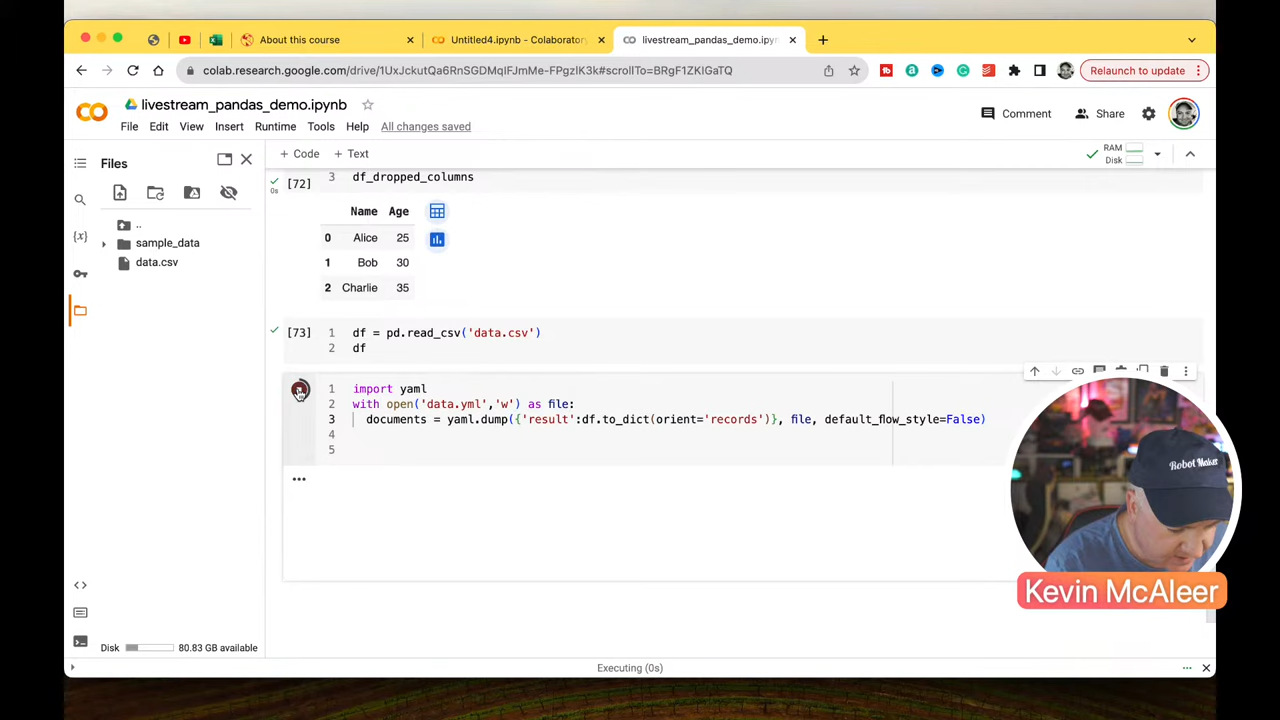 About this course
Untitled4.ipynb - Colaboratory
livestream_pandas_demo.ipynb
colab.research.google.com/drive/1UxJckutQa6RnSGDMqIFJmMe-FPgzlK3k#scrollTo=BRgF1ZKlGaTQ
Relaunch to update
livestream_pandas_demo.ipynb
File Edit View Insert Runtime Tools Help All changes saved
Comment Share
Files
+ Code + Text
RAM
Disk
..
sample_data
data.csv
[72] 3 df_dropped_columns
Name Age
0 Alice 25
1 Bob 30
2 Charlie 35
[73] 1 df = pd.read_csv('data.csv')
2 df
1 import yaml
2 with open('data.yml','w') as file:
3 documents = yaml.dump({'result':df.to_dict(orient='records')}, file, default_flow_style=False)
4
5
Robot Maker
Kevin McAleer
Disk 80.83 GB available
Executing (0s)